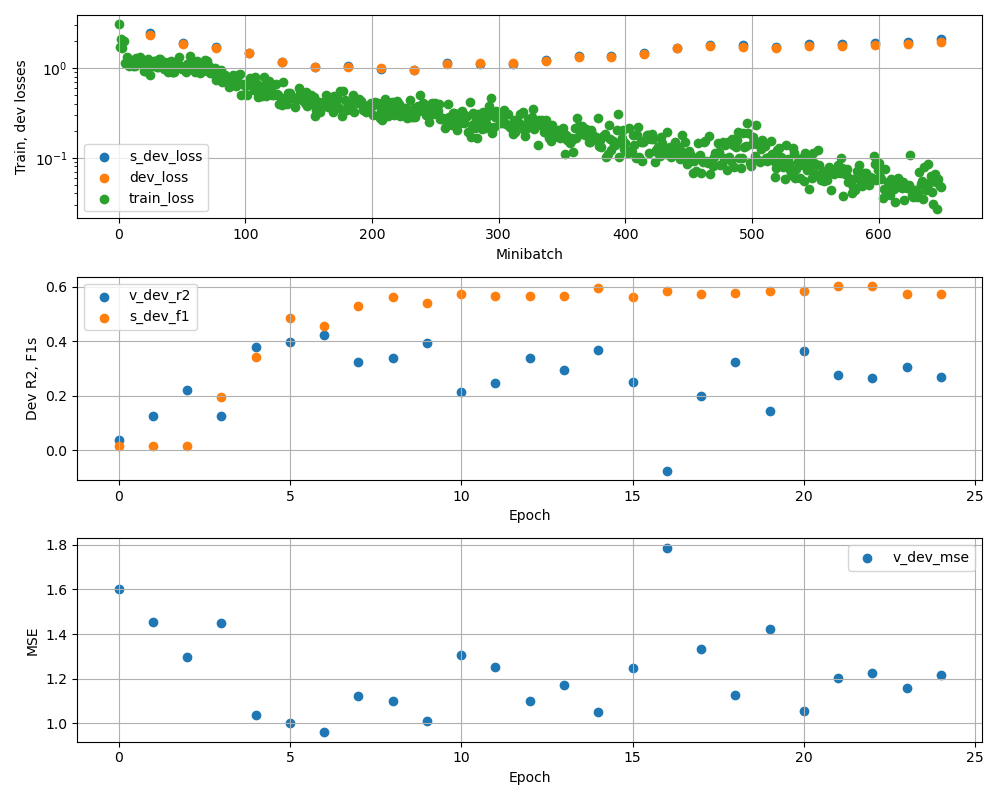 Train, dev losses
10^0
10^-1
s_dev_loss
dev_loss
train_loss
0 100 200 300 400 500 600
Minibatch
Dev R2, F1s
0.6
0.4
0.2
0.0
v_dev_r2
s_dev_f1
0 5 10 15 20 25
Epoch
MSE
1.8
1.6
1.4
1.2
1.0
v_dev_mse
0 5 10 15 20 25
Epoch